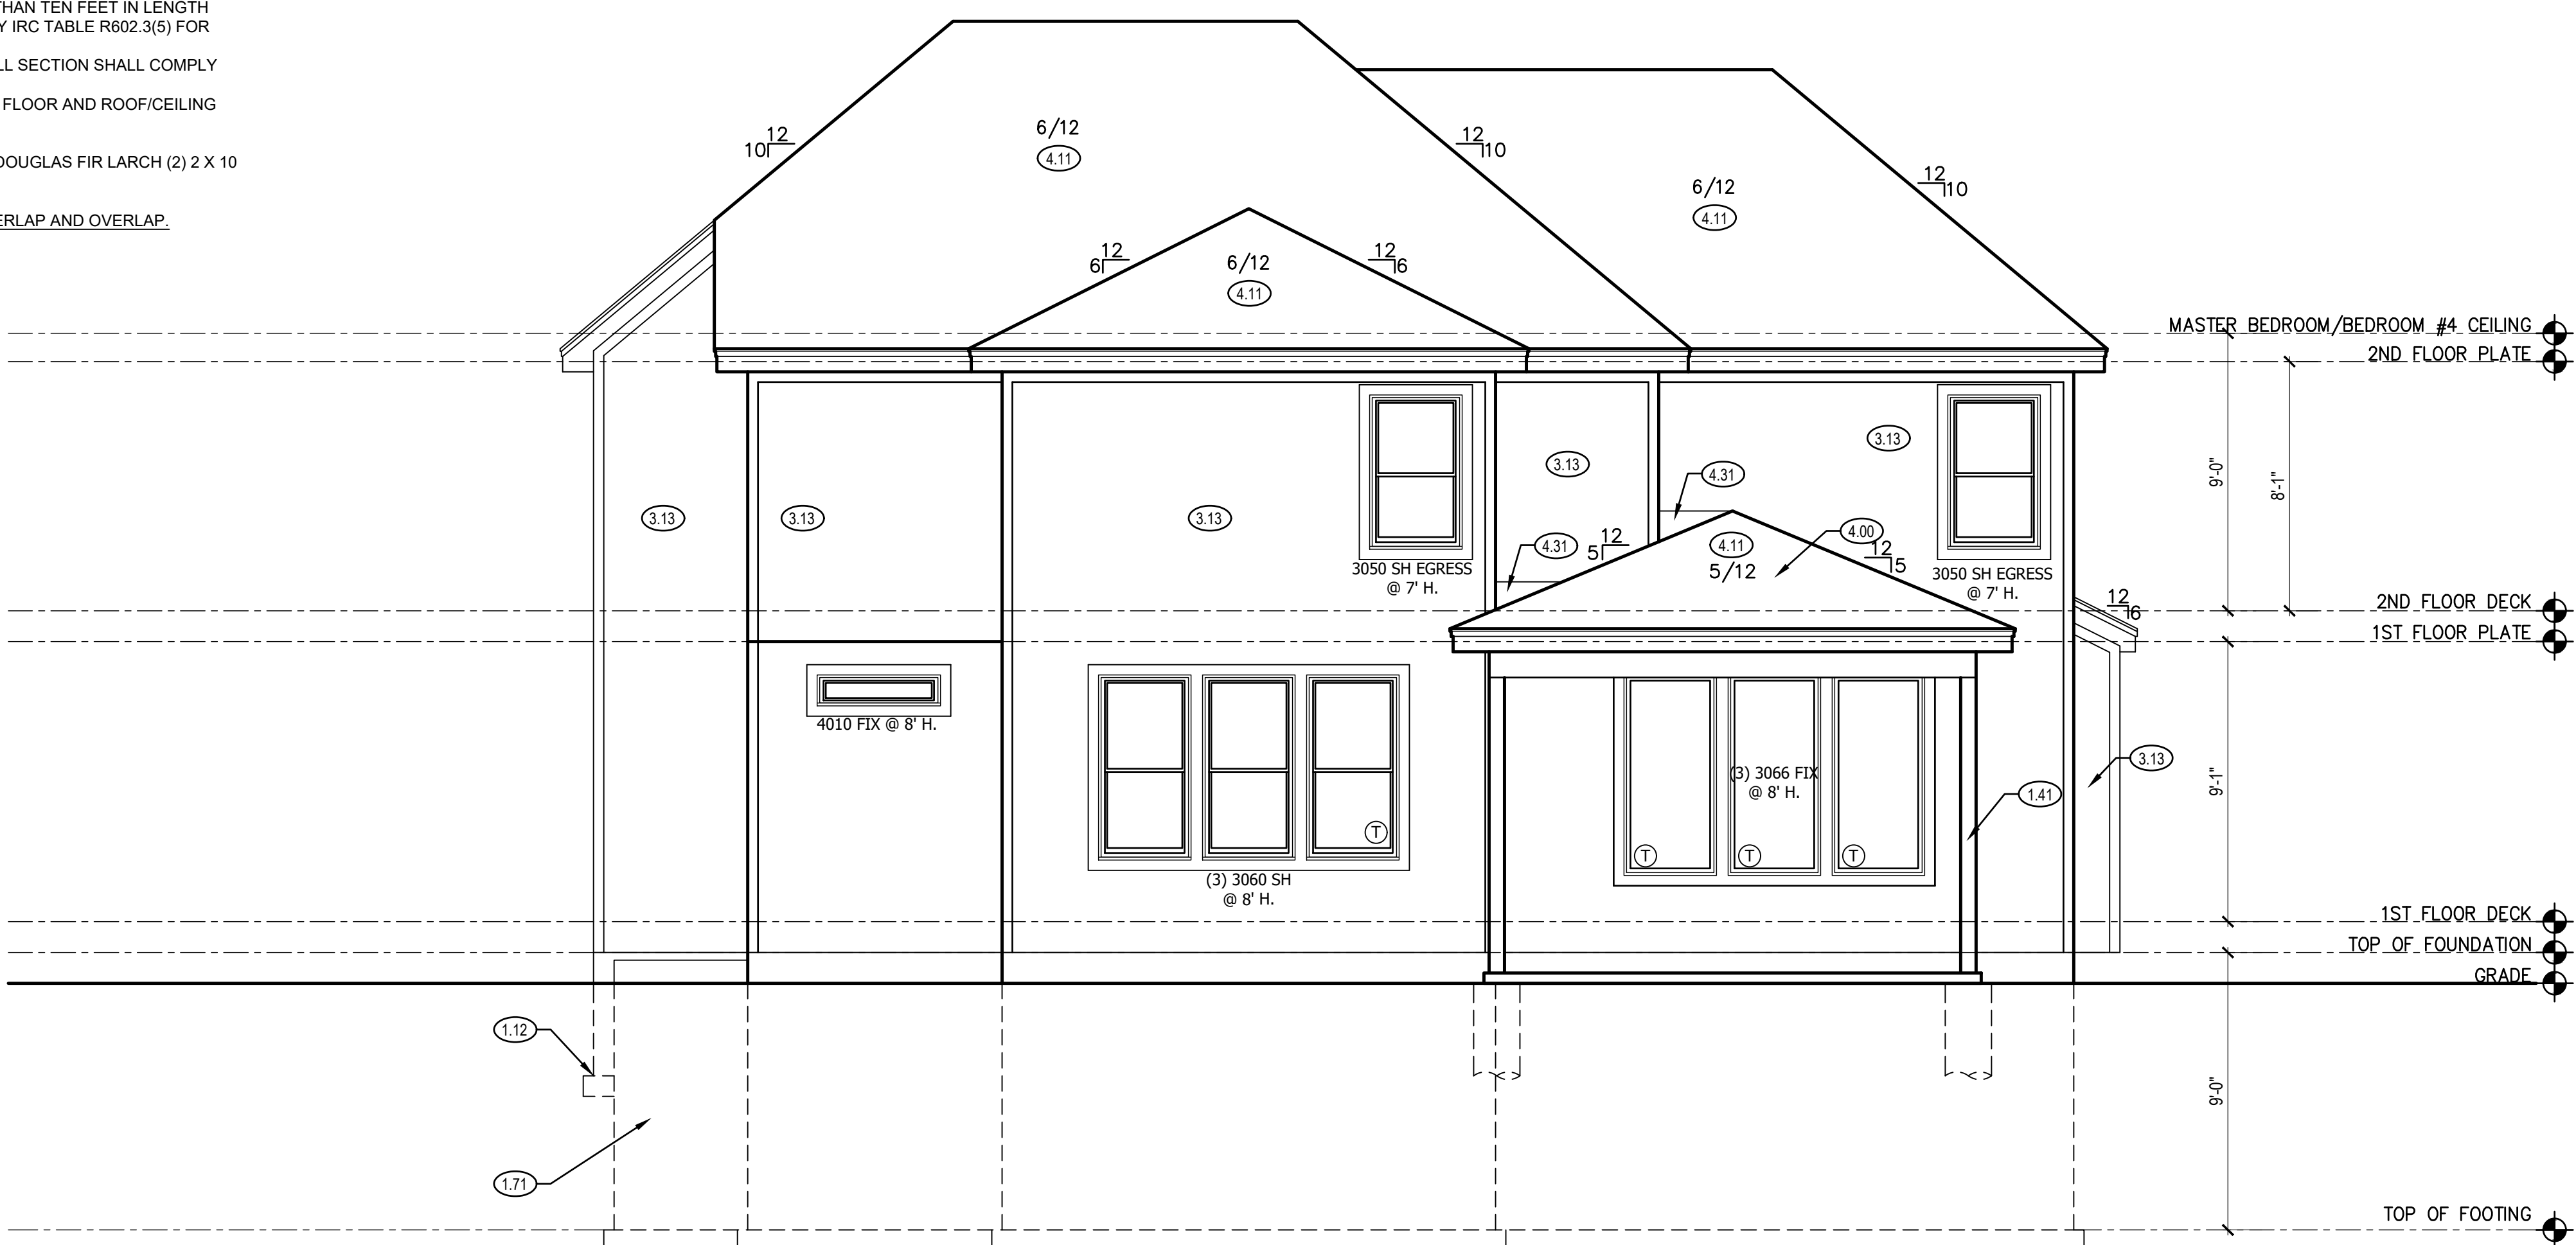 THAN TEN FEET IN LENGTH
Y IRC TABLE R602.3(5) FOR
LL SECTION SHALL COMPLY
FLOOR AND ROOF/CEILING
DOUGLAS FIR LARCH (2) 2 X 10
ERLAP AND OVERLAP.
12
10
6/12
4.11
12
10
6/12
4.11
12
10
12
6
6/12
4.11
12
6
MASTER BEDROOM/BEDROOM #4 CEILING
2ND FLOOR PLATE
3.13
3.13
3.13
3.13
3.13
4.31
4.31
4.00
12
5
4.11
5/12
12
5
3050 SH EGRESS
@ 7' H.
3050 SH EGRESS
@ 7' H.
9'-0"
8'-1"
12
6
2ND FLOOR DECK
1ST FLOOR PLATE
4010 FIX @ 8' H.
(3) 3060 SH
@ 8' H.
T
(3) 3066 FIX
@ 8' H.
T
T
T
1.41
3.13
9'-1"
1ST FLOOR DECK
TOP OF FOUNDATION
GRADE
1.12
1.71
9'-0"
TOP OF FOOTING